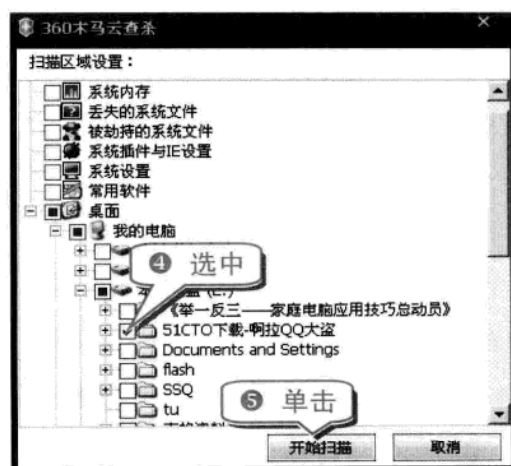 360木马云查杀
扫描区域设置：
系统内存
丢失的系统文件
被劫持的系统文件
系统插件与IE设置
系统设置
常用软件
桌面
我的电脑
④ 选中
(E:)
《举一反三——家庭电脑应用技巧总动员》
51CTO下载-啊拉QQ大盗
Documents and Settings
flash
SSQ
tu
⑤ 单击
开始扫描
取消